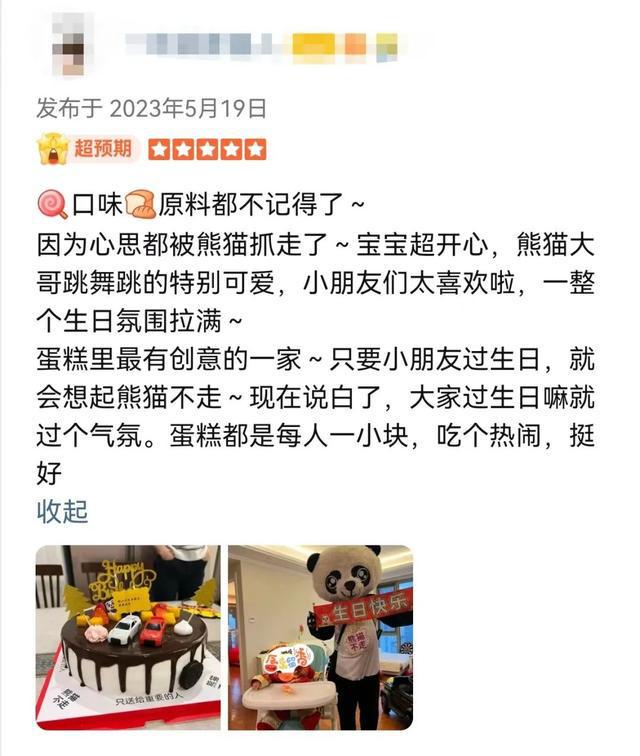 发布于 2023年5月19日
超预期
🍭口味🍞原料都不记得了~
因为心思都被熊猫抓走了~宝宝超开心，熊猫大
哥跳舞跳的特别可爱，小朋友们太喜欢啦，一整
个生日氛围拉满~
蛋糕里最有创意的一家~只要小朋友过生日，就
会想起熊猫不走~现在说白了，大家过生日嘛就
过个气氛。蛋糕都是每人一小块，吃个热闹，挺
好
收起
Happy
熊猫
不走
只送给重要的人
生日快乐
熊猫
不走